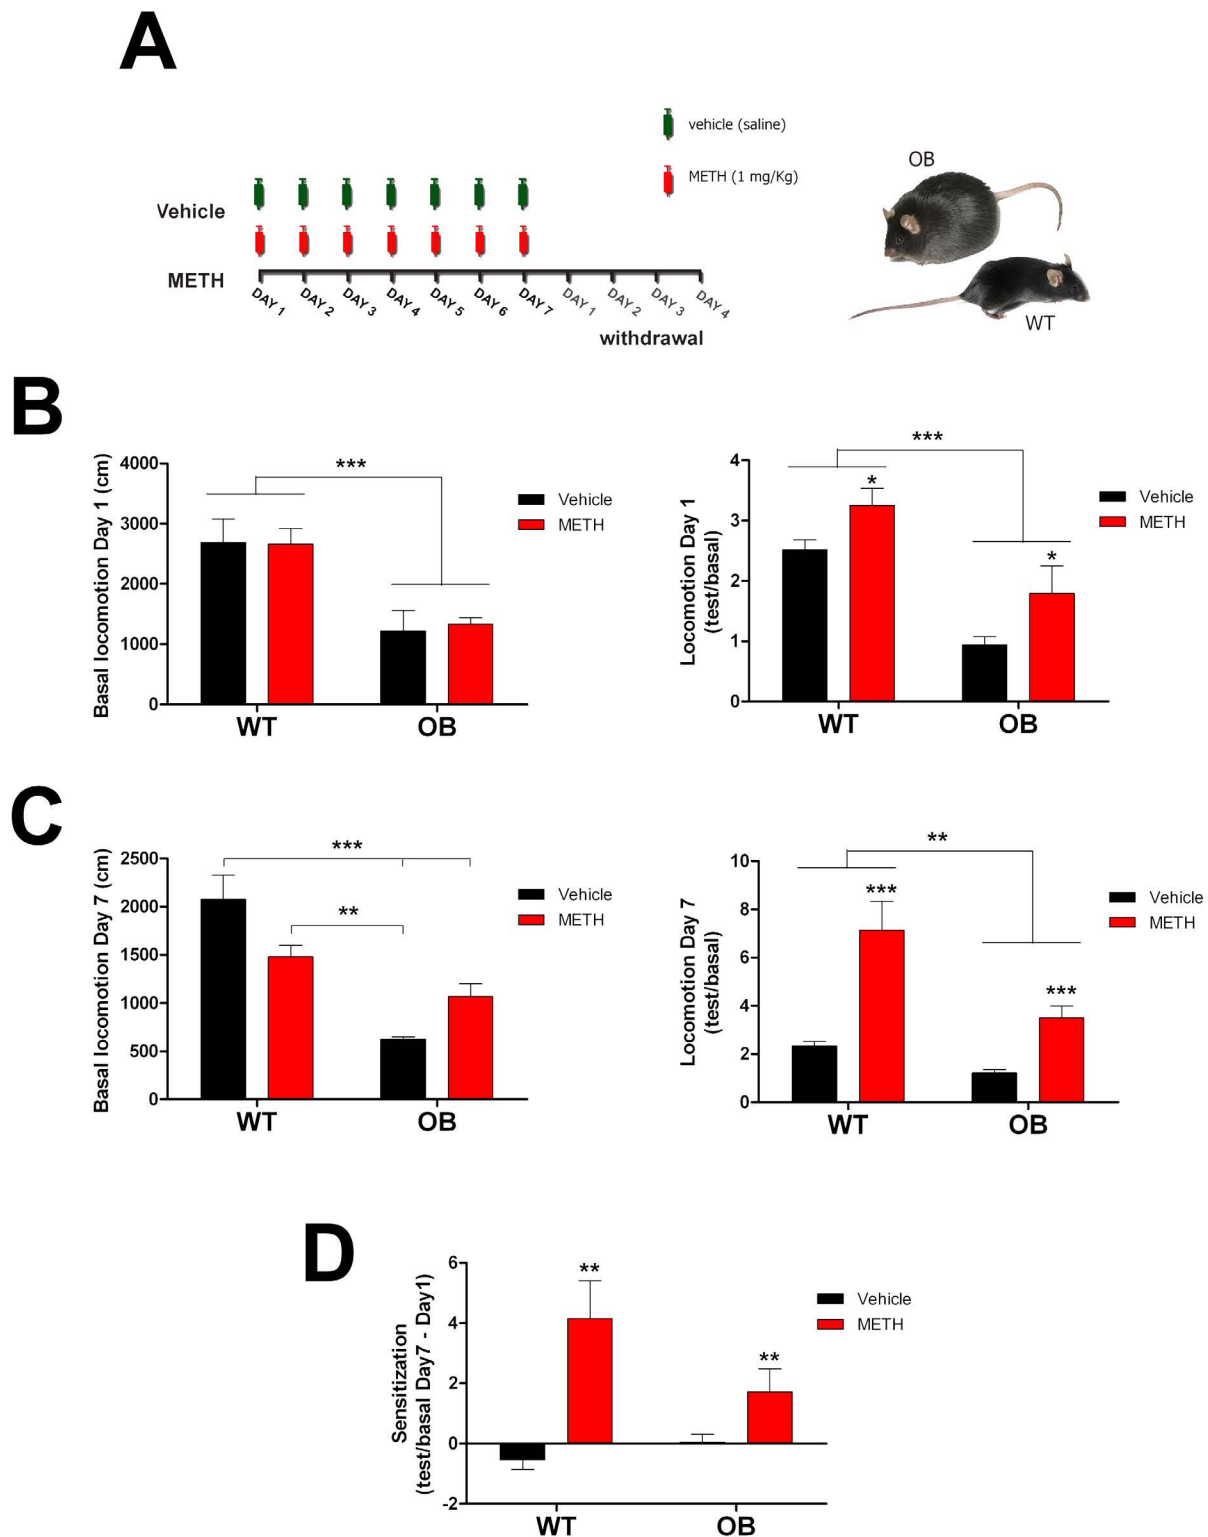 A
vehicle (saline)
METH (1 mg/Kg)
OB
WT
Vehicle
METH
DAY 1
DAY 2
DAY 3
DAY 4
DAY 5
DAY 6
DAY 7
DAY 1
DAY 2
DAY 3
DAY 4
withdrawal
B
Basal locomotion Day 1 (cm)
4000
3000
2000
1000
0
***
WT
OB
Vehicle
METH
Locomotion Day 1
(test/basal)
4
3
2
1
0
***
*
*
WT
OB
Vehicle
METH
C
Basal locomotion Day 7 (cm)
2500
2000
1500
1000
500
0
***
**
WT
OB
Vehicle
METH
Locomotion Day 7
(test/basal)
10
8
6
4
2
0
**
***
***
WT
OB
Vehicle
METH
D
Sensitization
(test/basal Day7 - Day1)
6
4
2
0
-2
**
**
WT
OB
Vehicle
METH